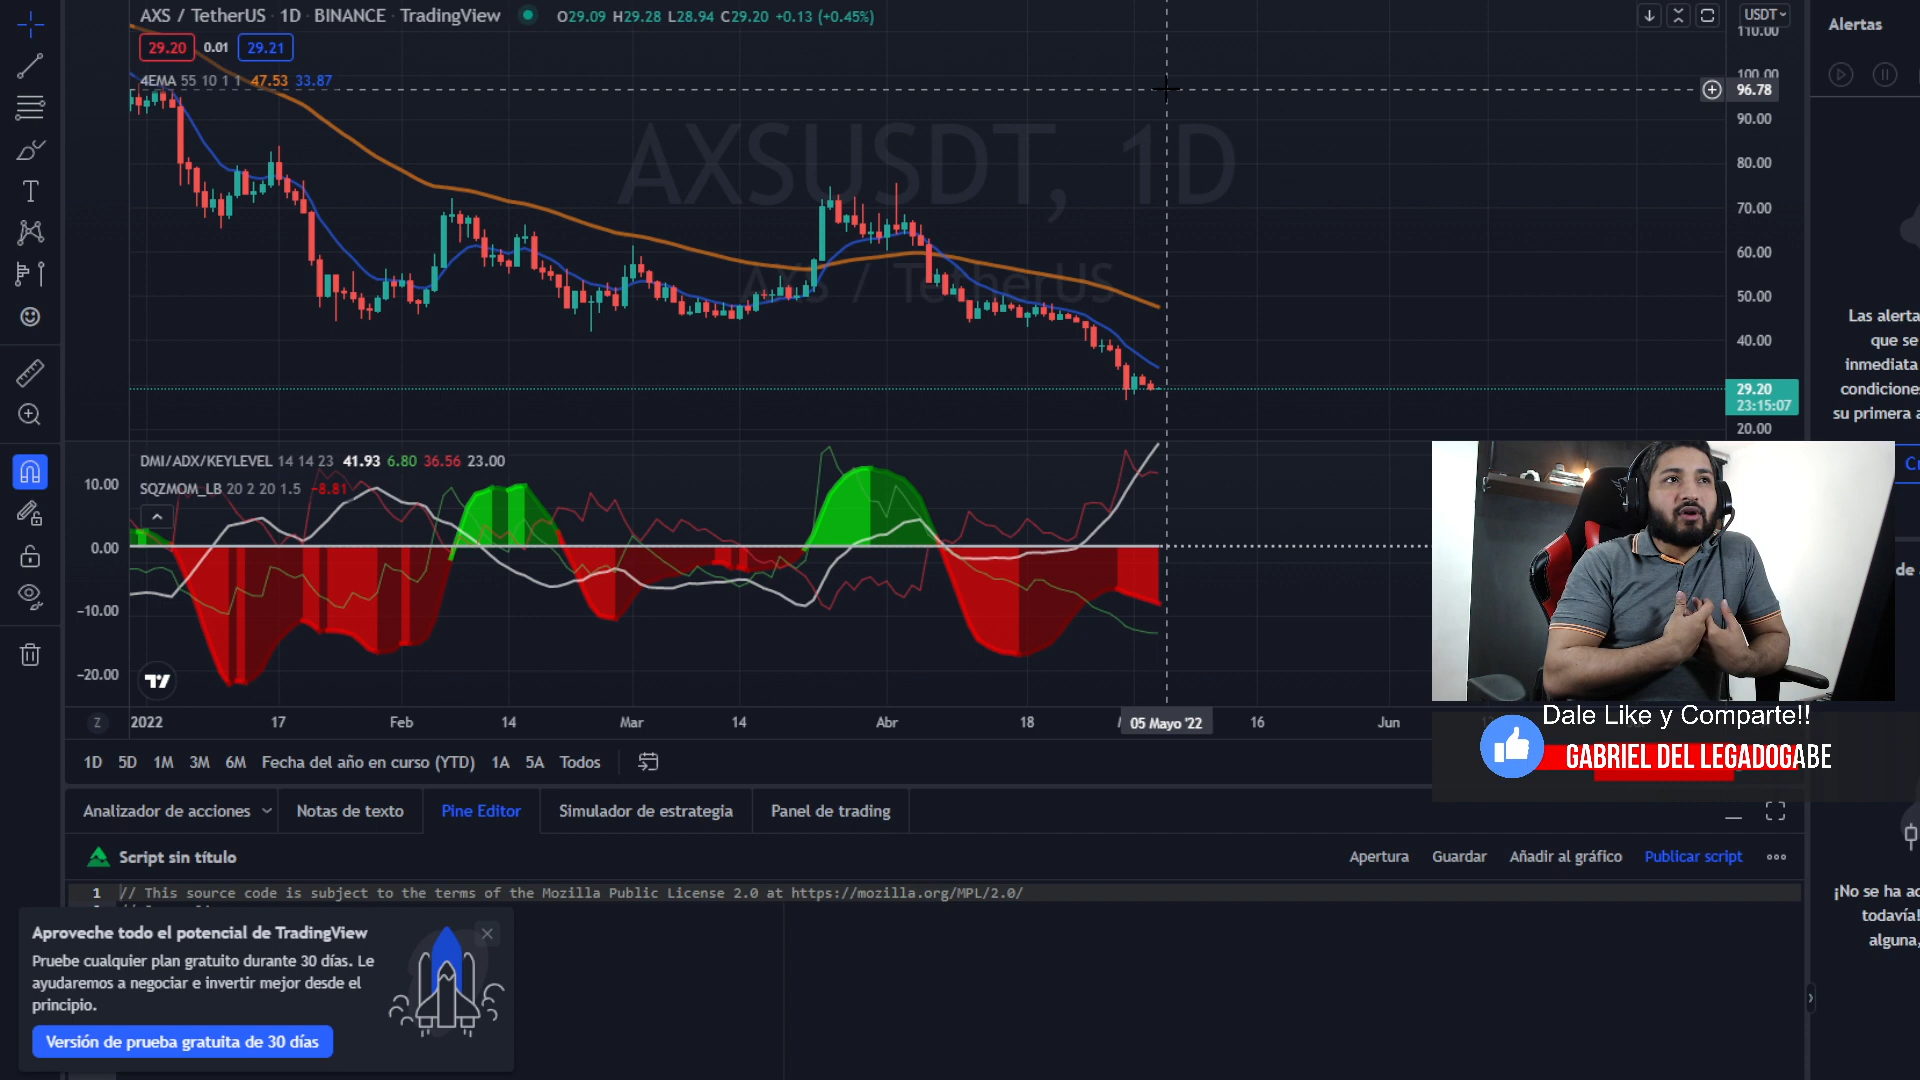 AXS / TetherUS · 1D · BINANCE · TradingView
O29.09 H29.28 L28.94 C29.20 +0.13 (+0.45%)
USDT
29.20 0.01 29.21
4EMA 55 10 1 1 47.53 33.87
AXSUSDT, 1D
AXS / TetherUS
110.00
100.00
96.78
90.00
80.00
70.00
60.00
50.00
40.00
29.20
23:15:07
20.00
DMI/ADX/KEYLEVEL 14 14 23 41.93 6.80 36.56 23.00
SQZMOM_LB 20 2 20 1.5 −8.81
10.00
0.00
−10.00
−20.00
Z 2022 17 Feb 14 Mar 14 Abr 18 05 Mayo '22 16 Jun
1D 5D 1M 3M 6M Fecha del año en curso (YTD) 1A 5A Todos
Analizador de acciones Notas de texto Pine Editor Simulador de estrategia Panel de trading
Script sin título
Apertura Guardar Añadir al gráfico Publicar script
1 // This source code is subject to the terms of the Mozilla Public License 2.0 at https://mozilla.org/MPL/2.0/
Aproveche todo el potencial de TradingView
Pruebe cualquier plan gratuito durante 30 días. Le
ayudaremos a negociar e invertir mejor desde el
principio.
Versión de prueba gratuita de 30 días
Dale Like y Comparte!!
GABRIEL DEL LEGADOGABE
Alertas
Las alerta
que se
inmediata
condicione
su primera a
de
¡No se ha ac
todavía!
alguna,